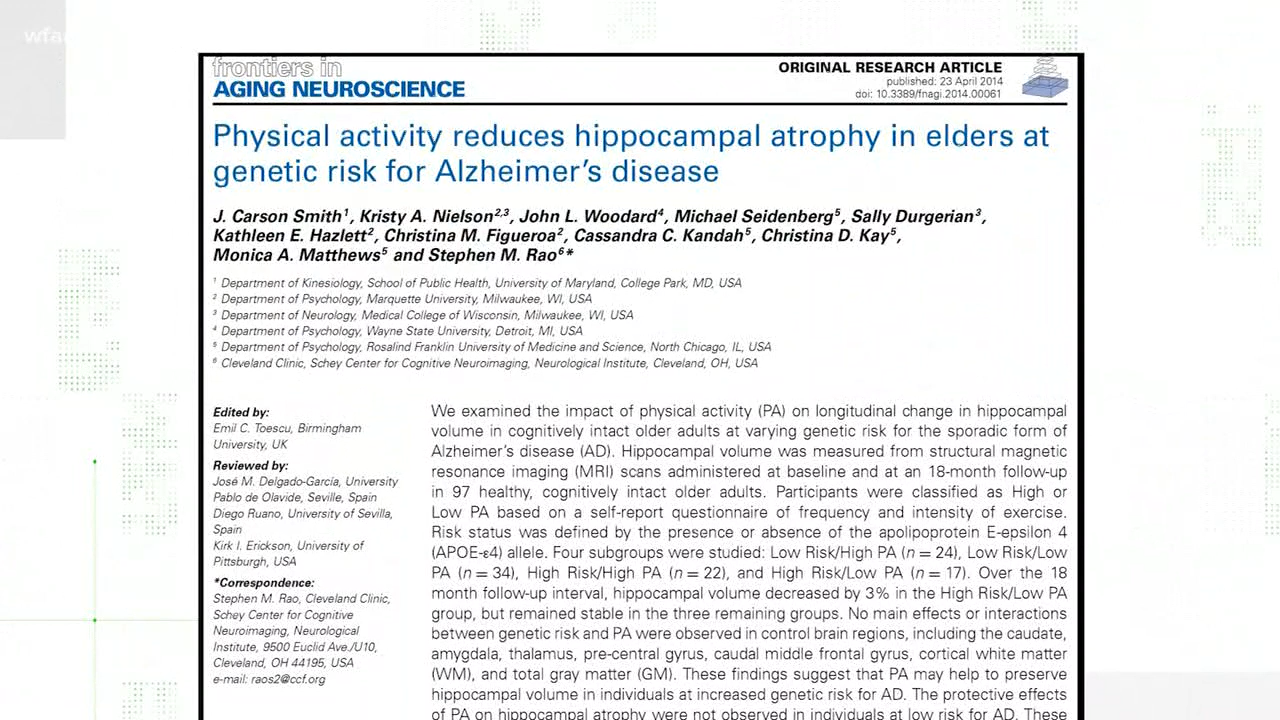 wfa
frontiers in
AGING NEUROSCIENCE
ORIGINAL RESEARCH ARTICLE
published: 23 April 2014
doi: 10.3389/fnagi.2014.00061
Physical activity reduces hippocampal atrophy in elders at
genetic risk for Alzheimer’s disease
J. Carson Smith¹, Kristy A. Nielson²,³, John L. Woodard⁴, Michael Seidenberg⁵, Sally Durgerian³,
Kathleen E. Hazlett², Christina M. Figueroa², Cassandra C. Kandah⁵, Christina D. Kay⁵,
Monica A. Matthews⁵ and Stephen M. Rao⁶*
¹ Department of Kinesiology, School of Public Health, University of Maryland, College Park, MD, USA
² Department of Psychology, Marquette University, Milwaukee, WI, USA
³ Department of Neurology, Medical College of Wisconsin, Milwaukee, WI, USA
⁴ Department of Psychology, Wayne State University, Detroit, MI, USA
⁵ Department of Psychology, Rosalind Franklin University of Medicine and Science, North Chicago, IL, USA
⁶ Cleveland Clinic, Schey Center for Cognitive Neuroimaging, Neurological Institute, Cleveland, OH, USA
Edited by:
Emil C. Toescu, Birmingham
University, UK
Reviewed by:
José M. Delgado-García, University
Pablo de Olavide, Seville, Spain
Diego Ruano, University of Sevilla,
Spain
Kirk I. Erickson, University of
Pittsburgh, USA
*Correspondence:
Stephen M. Rao, Cleveland Clinic,
Schey Center for Cognitive
Neuroimaging, Neurological
Institute, 9500 Euclid Ave./U10,
Cleveland, OH 44195, USA
e-mail: raos2@ccf.org
We examined the impact of physical activity (PA) on longitudinal change in hippocampal
volume in cognitively intact older adults at varying genetic risk for the sporadic form of
Alzheimer’s disease (AD). Hippocampal volume was measured from structural magnetic
resonance imaging (MRI) scans administered at baseline and at an 18-month follow-up
in 97 healthy, cognitively intact older adults. Participants were classified as High or
Low PA based on a self-report questionnaire of frequency and intensity of exercise.
Risk status was defined by the presence or absence of the apolipoprotein E-epsilon 4
(APOE-ε4) allele. Four subgroups were studied: Low Risk/High PA (n = 24), Low Risk/Low
PA (n = 34), High Risk/High PA (n = 22), and High Risk/Low PA (n = 17). Over the 18
month follow-up interval, hippocampal volume decreased by 3% in the High Risk/Low PA
group, but remained stable in the three remaining groups. No main effects or interactions
between genetic risk and PA were observed in control brain regions, including the caudate,
amygdala, thalamus, pre-central gyrus, caudal middle frontal gyrus, cortical white matter
(WM), and total gray matter (GM). These findings suggest that PA may help to preserve
hippocampal volume in individuals at increased genetic risk for AD. The protective effects
of PA on hippocampal atrophy were not observed in individuals at low risk for AD. These